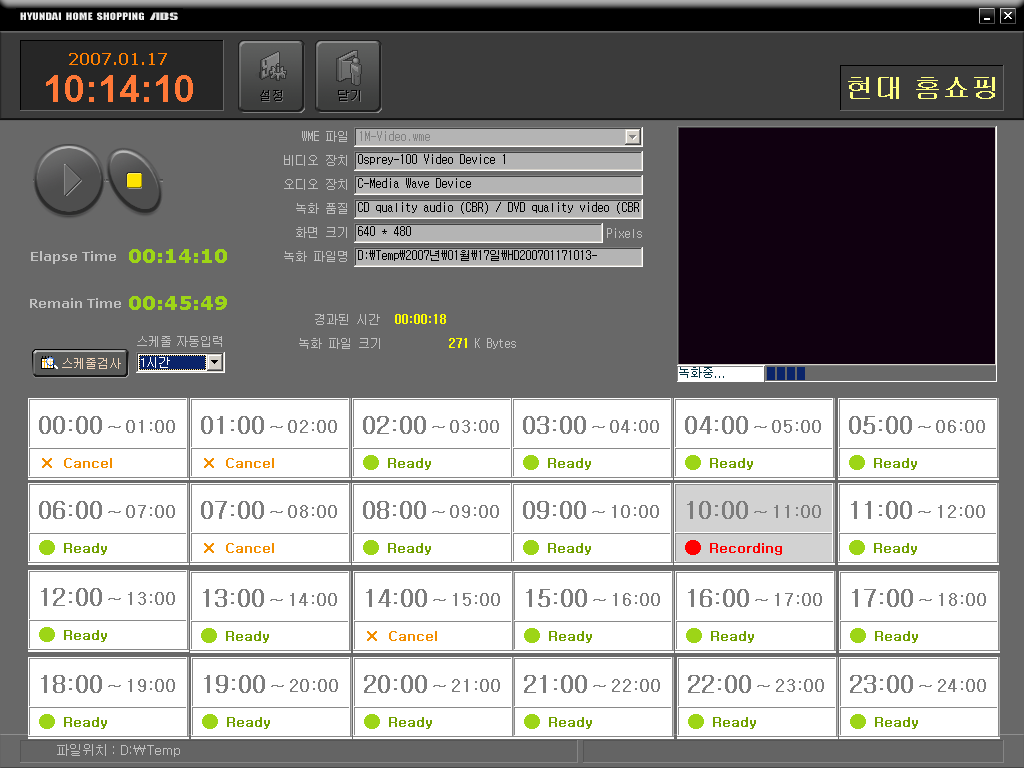 HYUNDAI HOME SHOPPING ADS
2007.01.17
10:14:10
설정
닫기
현대 홈쇼핑
WME 파일 1M-Video.wme
비디오 장치 Osprey-100 Video Device 1
오디오 장치 C-Media Wave Device
녹화 품질 CD quality audio (CBR) / DVD quality video (CBR
화면 크기 640 * 480 Pixels
녹화 파일명 D:₩Temp₩2007년₩01월₩17일₩HD200701171013-
Elapse Time 00:14:10
Remain Time 00:45:49
경과된 시간 00:00:18
녹화 파일 크기 271 K Bytes
스케줄 자동입력
스케줄검사 1시간
녹화중...
00:00 ~ 01:00 01:00 ~ 02:00 02:00 ~ 03:00 03:00 ~ 04:00 04:00 ~ 05:00 05:00 ~ 06:00
Cancel Cancel Ready Ready Ready Ready
06:00 ~ 07:00 07:00 ~ 08:00 08:00 ~ 09:00 09:00 ~ 10:00 10:00 ~ 11:00 11:00 ~ 12:00
Ready Cancel Ready Ready Recording Ready
12:00 ~ 13:00 13:00 ~ 14:00 14:00 ~ 15:00 15:00 ~ 16:00 16:00 ~ 17:00 17:00 ~ 18:00
Ready Ready Cancel Ready Ready Ready
18:00 ~ 19:00 19:00 ~ 20:00 20:00 ~ 21:00 21:00 ~ 22:00 22:00 ~ 23:00 23:00 ~ 24:00
Ready Ready Ready Ready Ready Ready
파일위치 : D:₩Temp